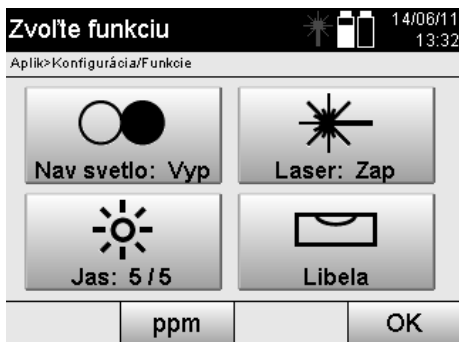 Zvoľte funkciu
14/06/11
13:32
Aplik>Konfigurácia/Funkcie
Nav svetlo: Vyp
Laser: Zap
Jas: 5/5
Libela
ppm
OK